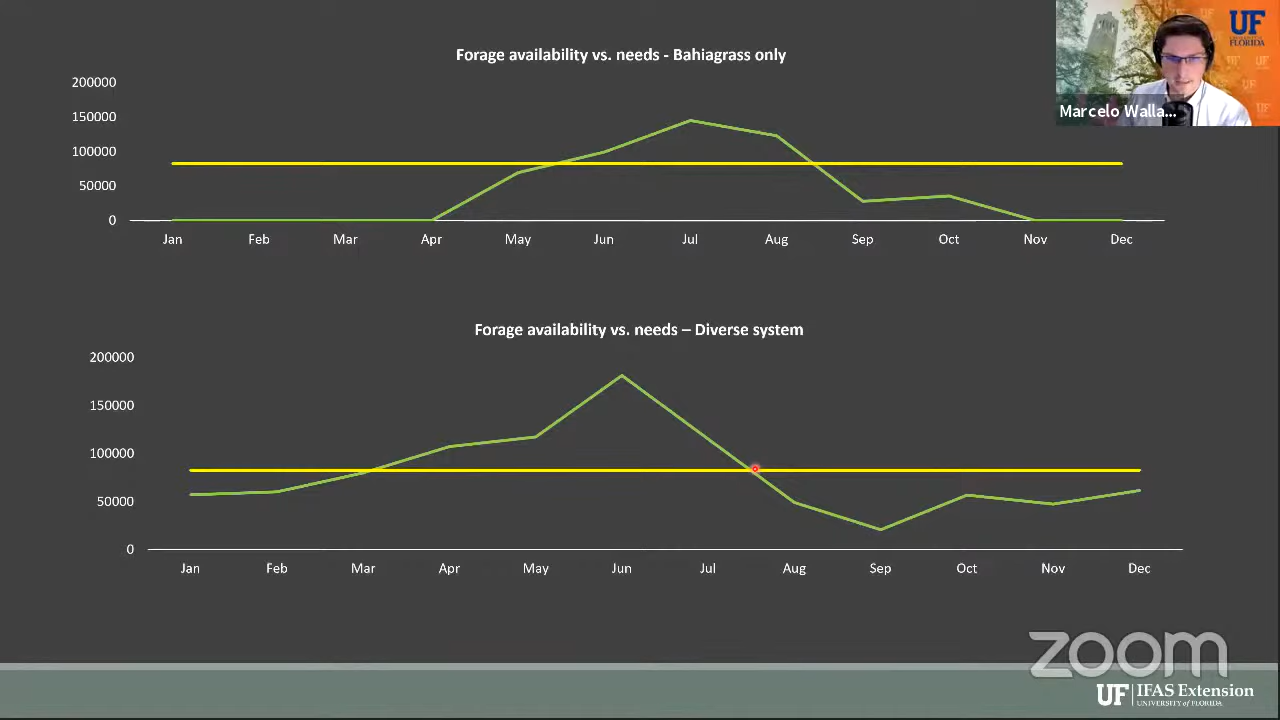 Forage availability vs. needs - Bahiagrass only
200000
150000
100000
50000
0
Jan Feb Mar Apr May Jun Jul Aug Sep Oct Nov Dec
Forage availability vs. needs – Diverse system
200000
150000
100000
50000
0
Jan Feb Mar Apr May Jun Jul Aug Sep Oct Nov Dec
UF
UNIVERSITY of
FLORIDA
Marcelo Walla...
zoom
UF IFAS Extension
UNIVERSITY of FLORIDA